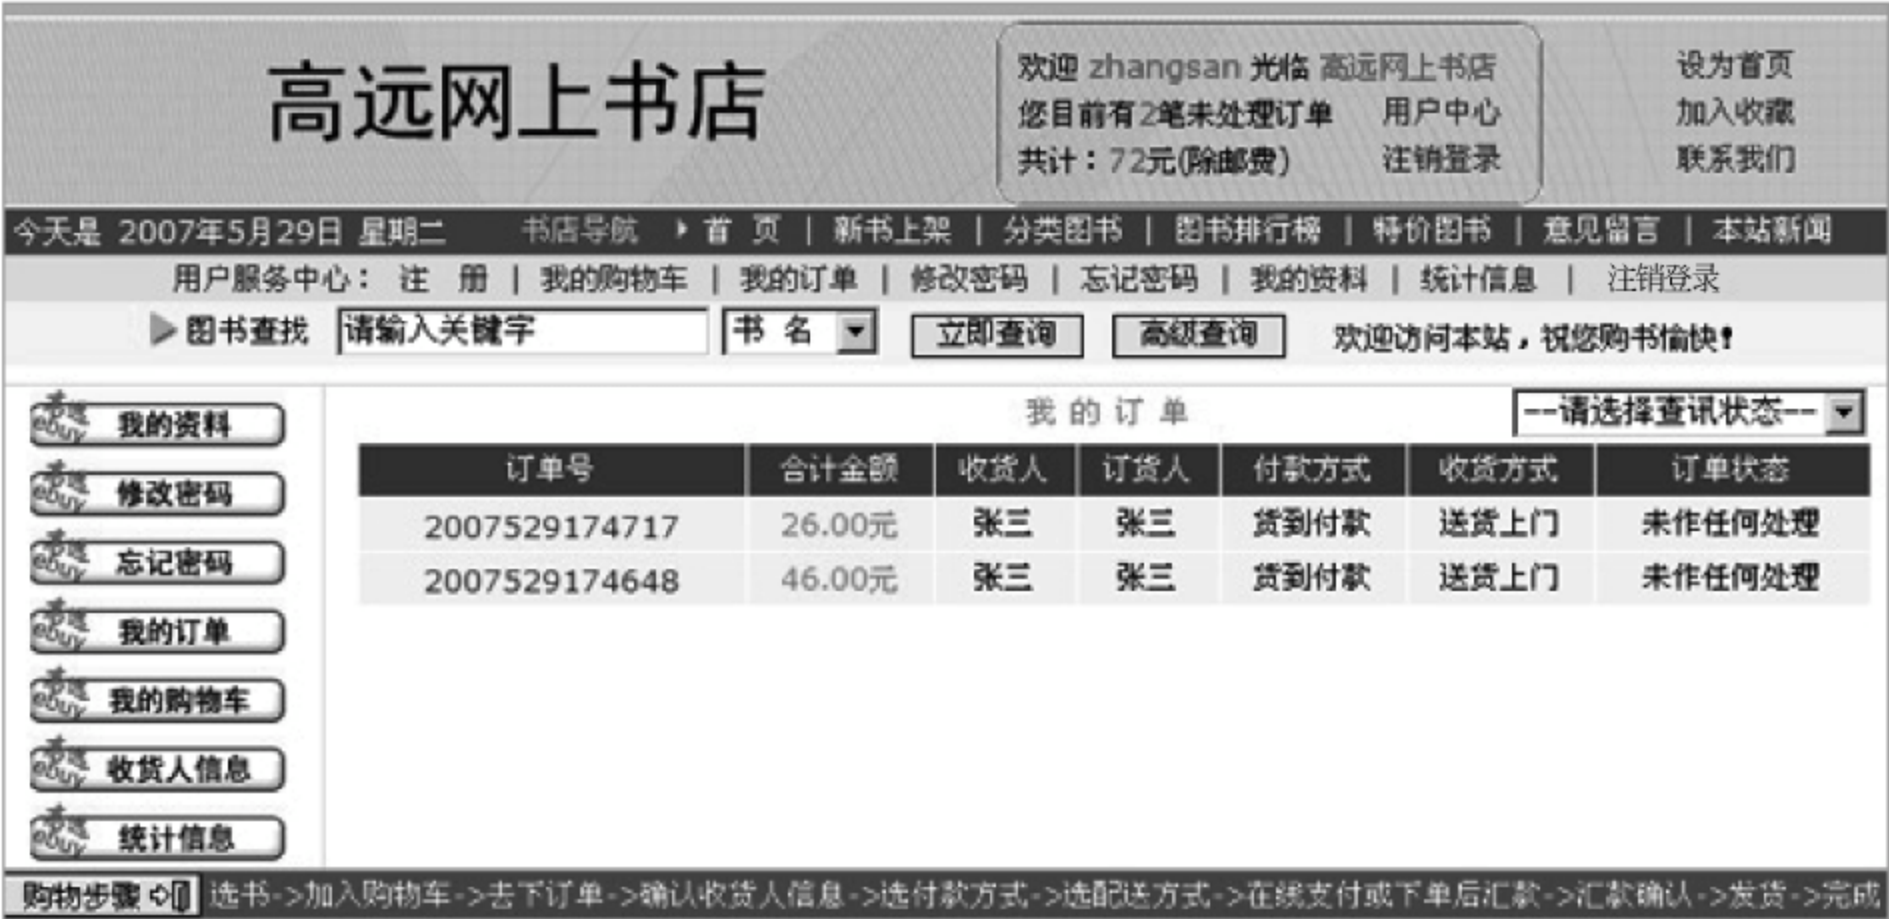 高远网上书店
欢迎 zhangsan 光临 高远网上书店
您目前有2笔未处理订单 用户中心
共计：72元(除邮费) 注销登录
设为首页
加入收藏
联系我们
今天是 2007年5月29日 星期二 书店导航 首 页 | 新书上架 | 分类图书 | 图书排行榜 | 特价图书 | 意见留言 | 本站新闻
用户服务中心： 注 册 | 我的购物车 | 我的订单 | 修改密码 | 忘记密码 | 我的资料 | 统计信息 | 注销登录
图书查找 请输入关键字 书 名 立即查询 高级查询 欢迎访问本站，祝您购书愉快!
我的资料
修改密码
忘记密码
我的订单
我的购物车
收货人信息
统计信息
我 的 订 单 --请选择查讯状态--
订单号 合计金额 收货人 订货人 付款方式 收货方式 订单状态
2007529174717 26.00元 张三 张三 货到付款 送货上门 未作任何处理
2007529174648 46.00元 张三 张三 货到付款 送货上门 未作任何处理
购物步骤 选书->加入购物车->去下订单->确认收货人信息->选付款方式->选配送方式->在线支付或下单后汇款->汇款确认->发货->完成